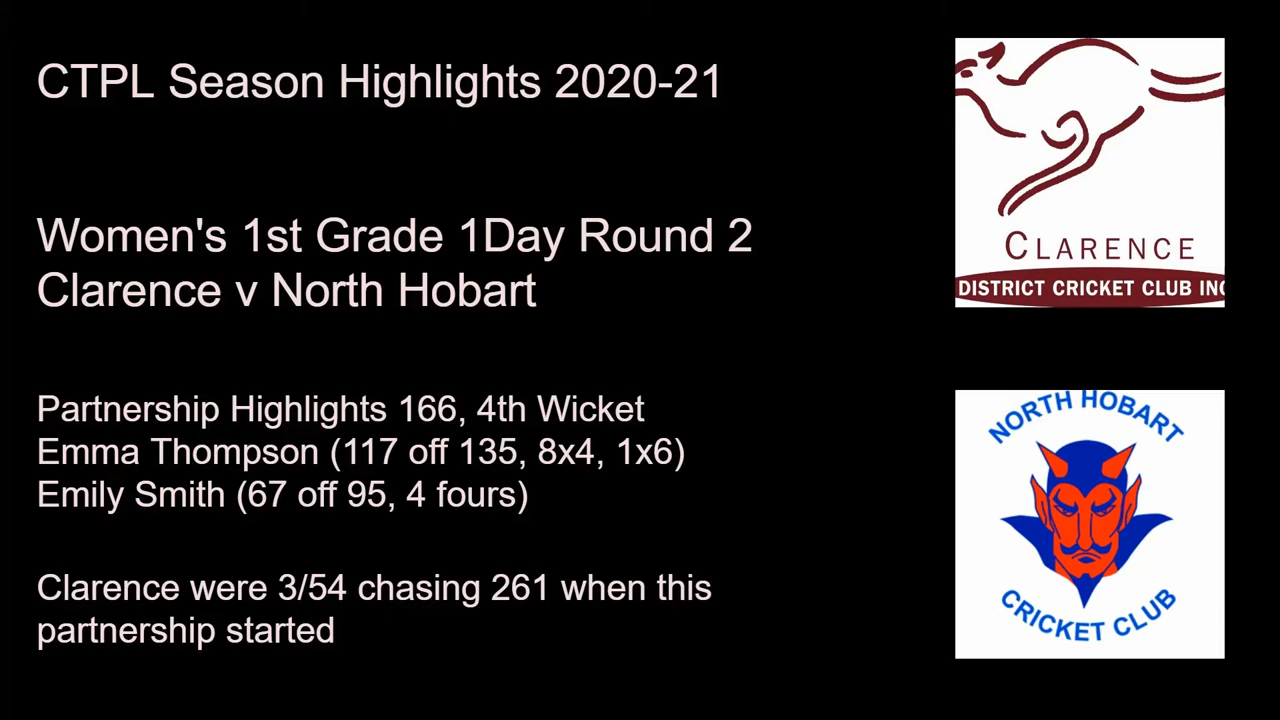 CTPL Season Highlights 2020-21
Women's 1st Grade 1Day Round 2
Clarence v North Hobart
Partnership Highlights 166, 4th Wicket
Emma Thompson (117 off 135, 8x4, 1x6)
Emily Smith (67 off 95, 4 fours)
Clarence were 3/54 chasing 261 when this
partnership started
CLARENCE
DISTRICT CRICKET CLUB INC
NORTH HOBART
CRICKET CLUB